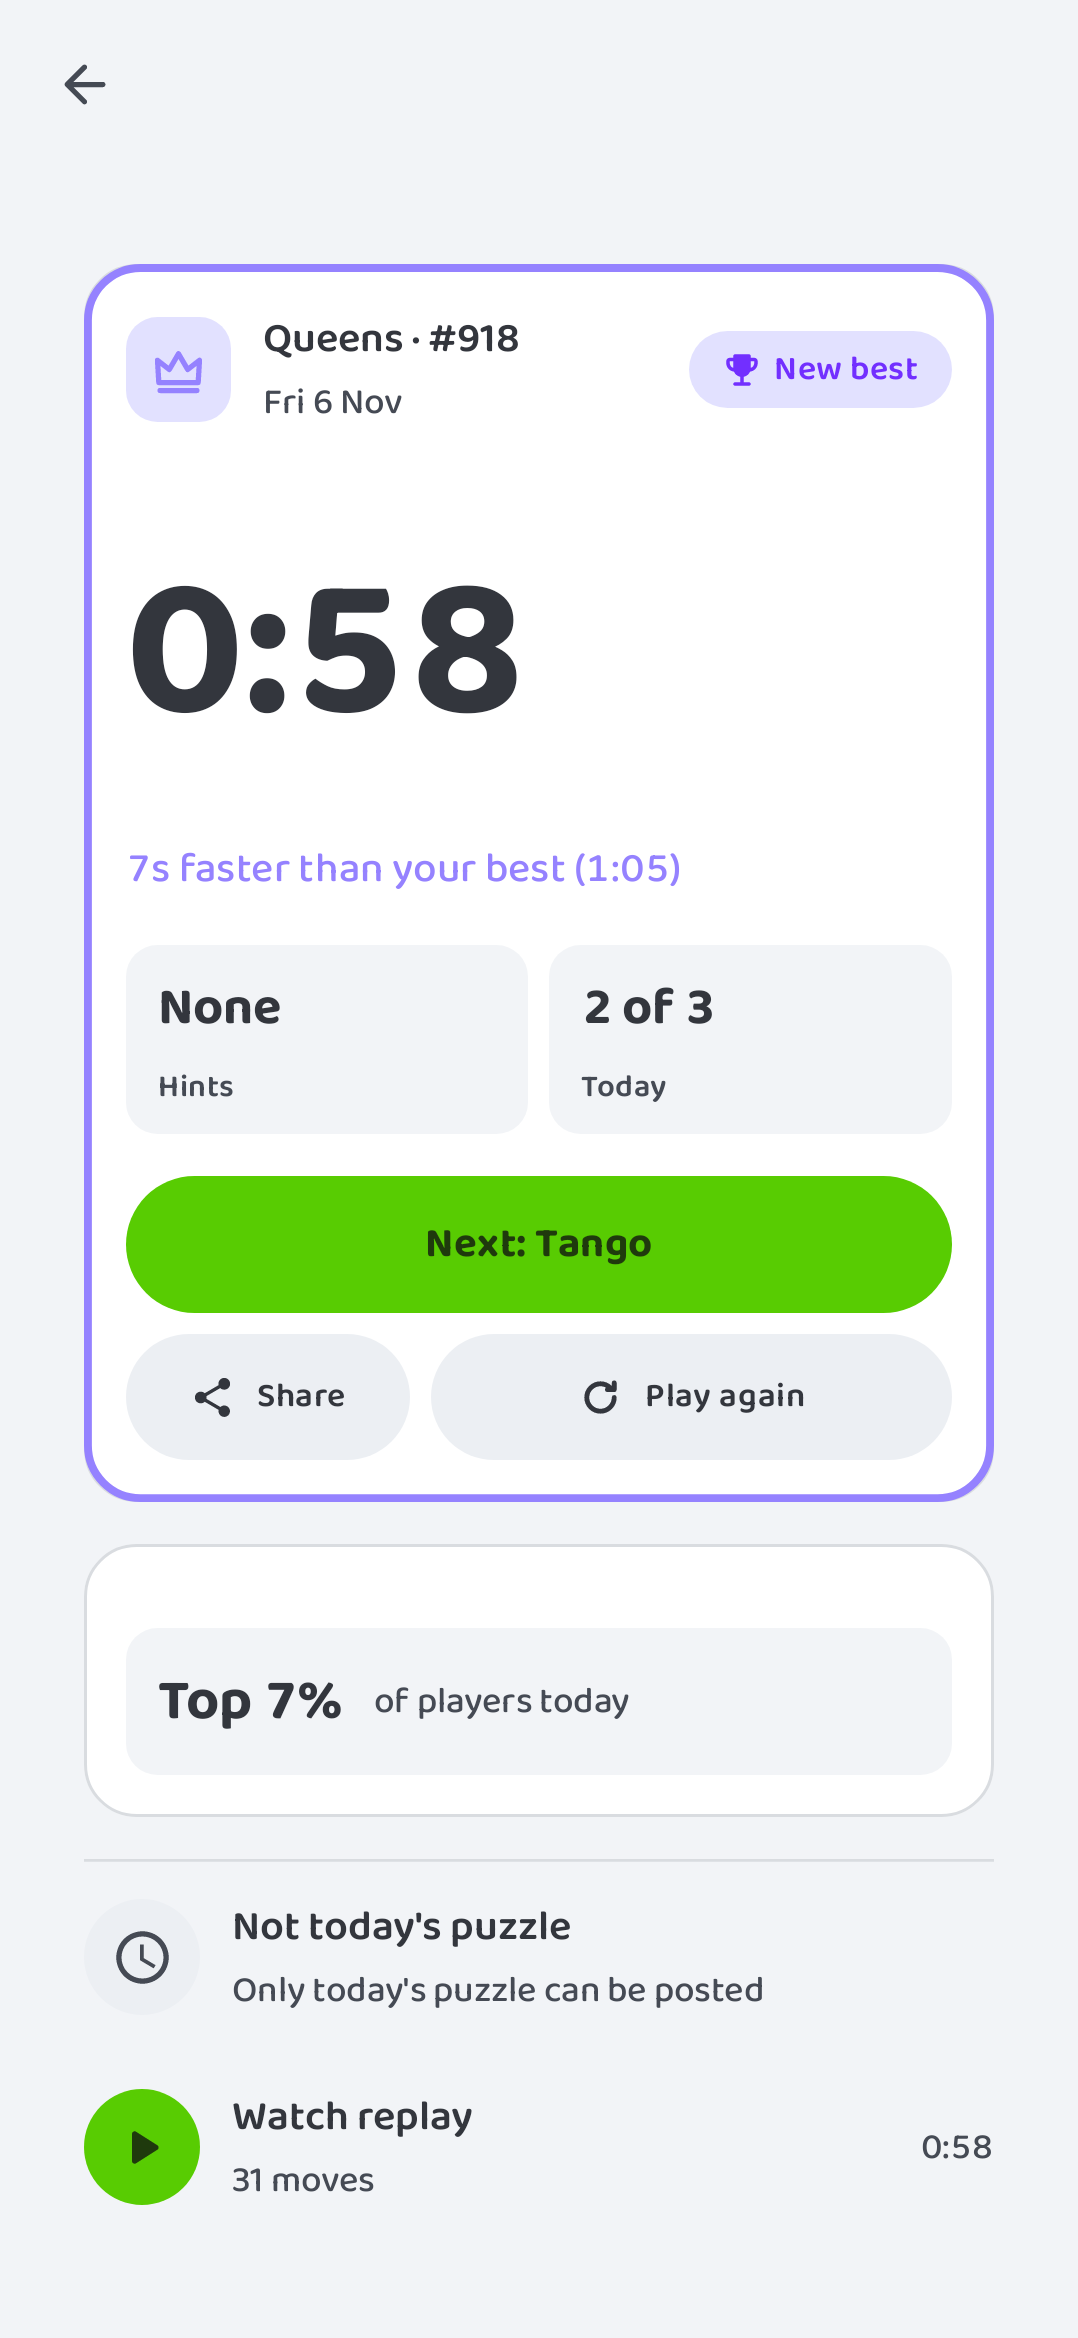 Queens · #918
Fri 6 Nov
New best
0:58
7s faster than your best (1:05)
None
Hints
2 of 3
Today
Next: Tango
Share
Play again
Top 7% of players today
Not today's puzzle
Only today's puzzle can be posted
Watch replay
31 moves
0:58